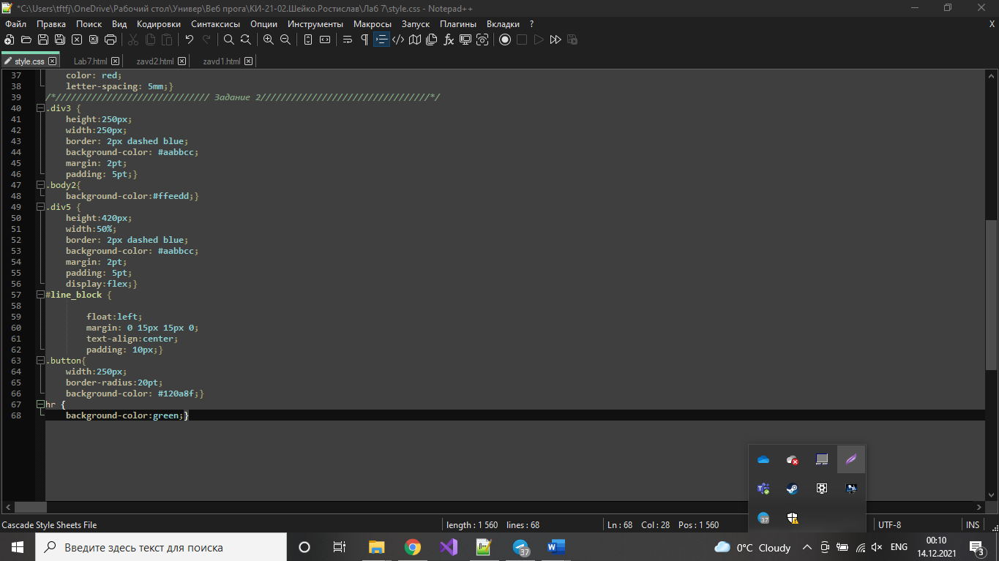 *C:\Users\tftfj\OneDrive\Рабочий стол\Универ\Веб прога\КИ-21-02.Шейко.Ростислав\Лаб 7\style.css - Notepad++
Файл Правка Поиск Вид Кодировки Синтаксисы Опции Инструменты Макросы Запуск Плагины Вкладки ? X
style.css Lab7.html zavd2.html zavd1.html
37 color: red;
38 letter-spacing: 5mm;}
39 /*////////////////////////////// Задание 2/////////////////////////////////*/
40 .div3 {
41 height:250px;
42 width:250px;
43 border: 2px dashed blue;
44 background-color: #aabbcc;
45 margin: 2pt;
46 padding: 5pt;}
47 .body2{
48 background-color:#ffeedd;}
49 .div5 {
50 height:420px;
51 width:50%;
52 border: 2px dashed blue;
53 background-color: #aabbcc;
54 margin: 2pt;
55 padding: 5pt;
56 display:flex;}
57 #line_block {
58
59 float:left;
60 margin: 0 15px 15px 0;
61 text-align:center;
62 padding: 10px;}
63 .button{
64 width:250px;
65 border-radius:20pt;
66 background-color: #120a8f;}
67 hr {
68 background-color:green;}
37
Cascade Style Sheets File length : 1 560 lines : 68 Ln : 68 Col : 28 Pos : 1 560 UTF-8 INS
Введите здесь текст для поиска 37 0°C Cloudy ENG 00:10
14.12.2021 3